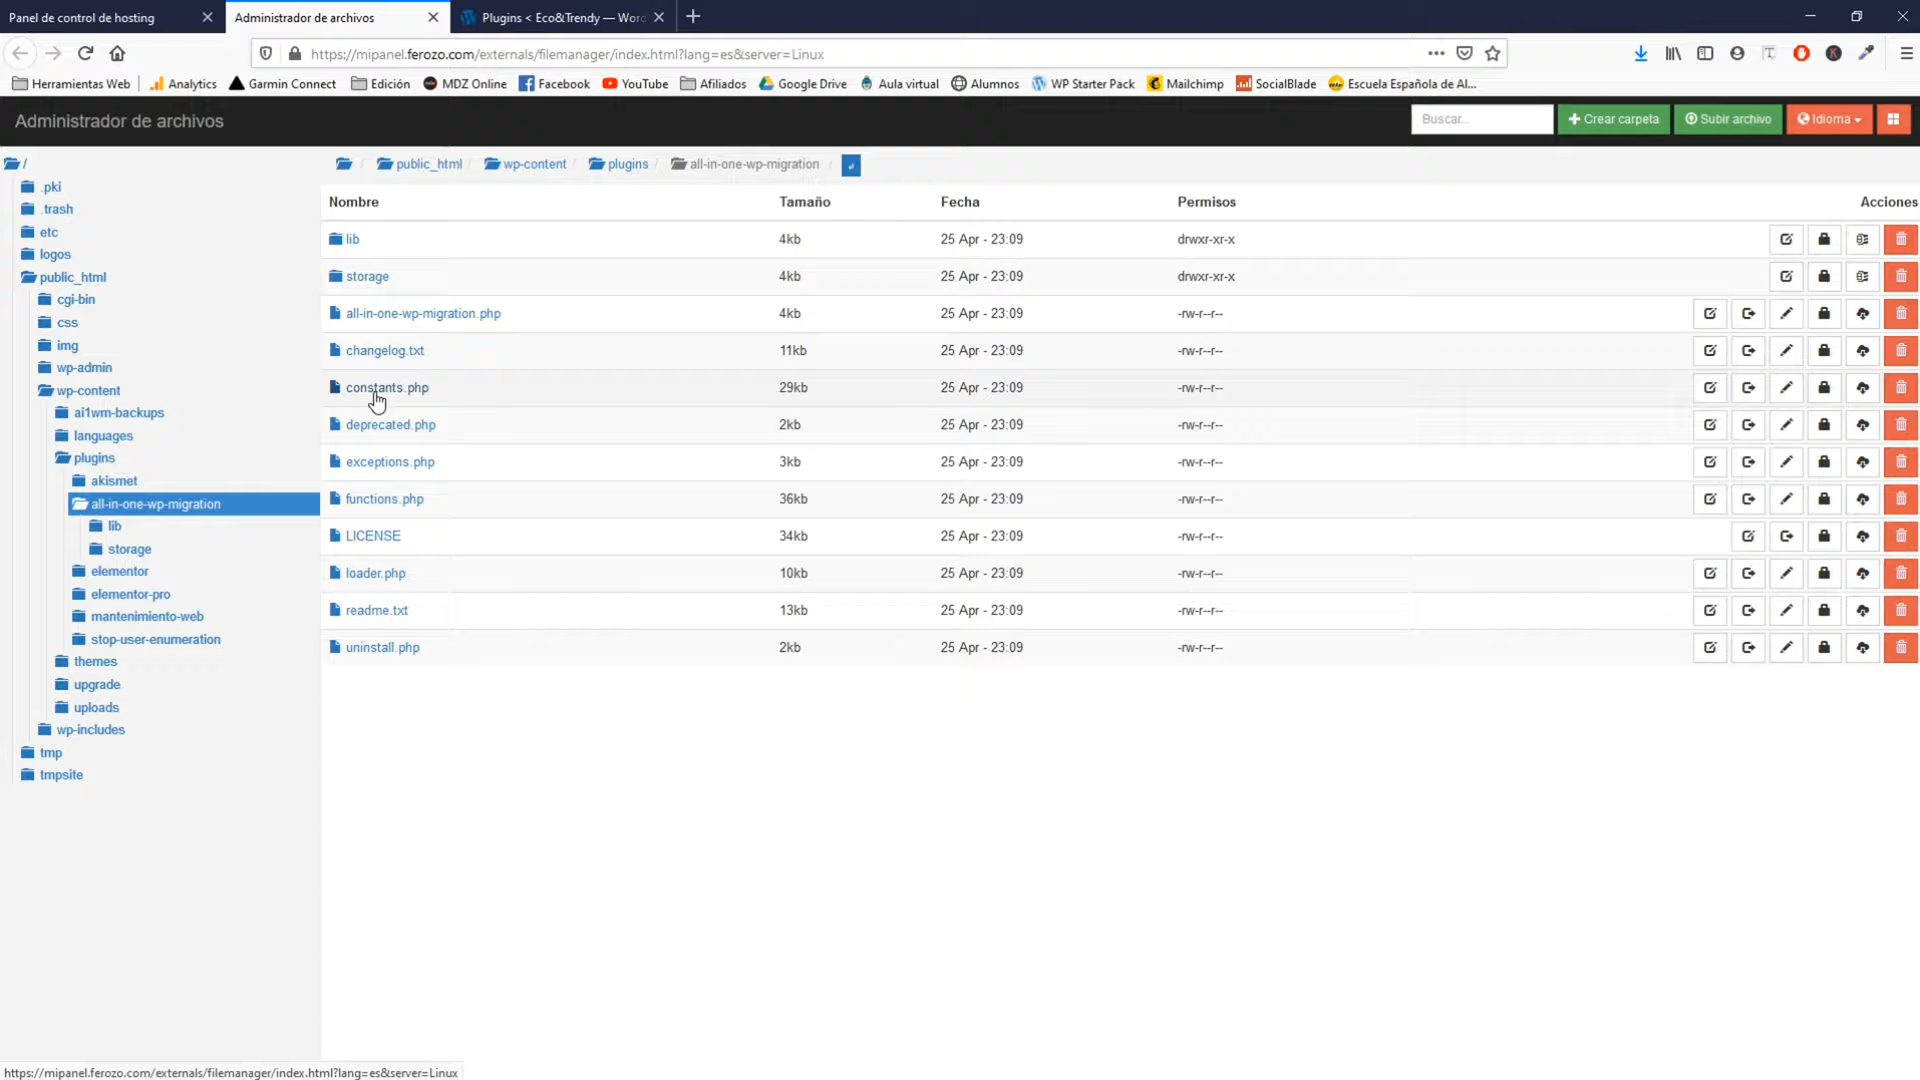 Panel de control de hosting
Administrador de archivos
Plugins < Eco&Trendy — Word
https://mipanel.ferozo.com/externals/filemanager/index.html?lang=es&server=Linux
Herramientas Web
Analytics
Garmin Connect
Edición
MDZ Online
Facebook
YouTube
Afiliados
Google Drive
Aula virtual
Alumnos
WP Starter Pack
Mailchimp
SocialBlade
Escuela Española de Al...
Administrador de archivos
Buscar...
Crear carpeta
Subir archivo
Idioma
/
.pki
.trash
etc
logos
public_html
cgi-bin
css
img
wp-admin
wp-content
ai1wm-backups
languages
plugins
akismet
all-in-one-wp-migration
lib
storage
elementor
elementor-pro
mantenimiento-web
stop-user-enumeration
themes
upgrade
uploads
wp-includes
tmp
tmpsite
/ public_html / wp-content / plugins / all-in-one-wp-migration /
Nombre Tamaño Fecha Permisos Acciones
lib 4kb 25 Apr - 23:09 drwxr-xr-x
storage 4kb 25 Apr - 23:09 drwxr-xr-x
all-in-one-wp-migration.php 4kb 25 Apr - 23:09 -rw-r--r--
changelog.txt 11kb 25 Apr - 23:09 -rw-r--r--
constants.php 29kb 25 Apr - 23:09 -rw-r--r--
deprecated.php 2kb 25 Apr - 23:09 -rw-r--r--
exceptions.php 3kb 25 Apr - 23:09 -rw-r--r--
functions.php 36kb 25 Apr - 23:09 -rw-r--r--
LICENSE 34kb 25 Apr - 23:09 -rw-r--r--
loader.php 10kb 25 Apr - 23:09 -rw-r--r--
readme.txt 13kb 25 Apr - 23:09 -rw-r--r--
uninstall.php 2kb 25 Apr - 23:09 -rw-r--r--
https://mipanel.ferozo.com/externals/filemanager/index.html?lang=es&server=Linux